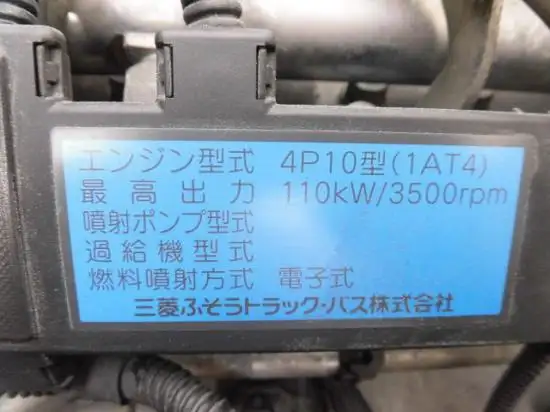 エンジン型式 4P10型(1AT4)
最高出力 110kW/3500rpm
噴射ポンプ型式
過給機型式
燃料噴射方式 電子式
三菱ふそうトラック・バス株式会社